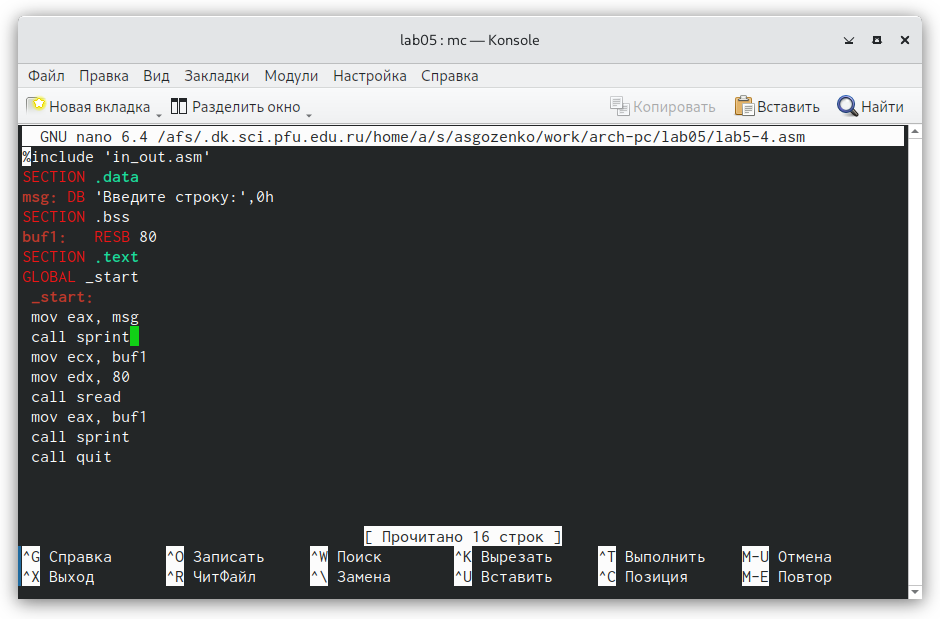 lab05 : mc — Konsole
Файл Правка Вид Закладки Модули Настройка Справка
Новая вкладка Разделить окно Копировать Вставить Найти
GNU nano 6.4 /afs/.dk.sci.pfu.edu.ru/home/a/s/asgozenko/work/arch-pc/lab05/lab5-4.asm
%include 'in_out.asm'
SECTION .data
msg: DB 'Введите строку:',0h
SECTION .bss
buf1:   RESB 80
SECTION .text
GLOBAL _start
_start:
mov eax, msg
call sprint
mov ecx, buf1
mov edx, 80
call sread
mov eax, buf1
call sprint
call quit
[ Прочитано 16 строк ]
^G Справка ^O Записать ^W Поиск ^K Вырезать ^T Выполнить M-U Отмена
^X Выход ^R ЧитФайл ^\ Замена ^U Вставить ^C Позиция M-E Повтор